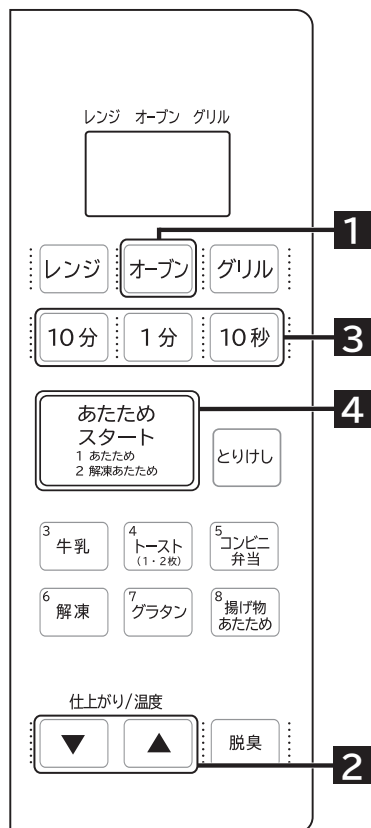 レンジ オーブン グリル
1
レンジ オーブン グリル
10分 1分 10秒
3
あたため
スタート
1 あたため
2 解凍あたため
4
とりけし
3 牛乳
4 トースト
(1・2枚)
5 コンビニ
弁当
6 解凍
7 グラタン
8 揚げ物
あたため
仕上がり/温度
▼ ▲ 脱臭
2